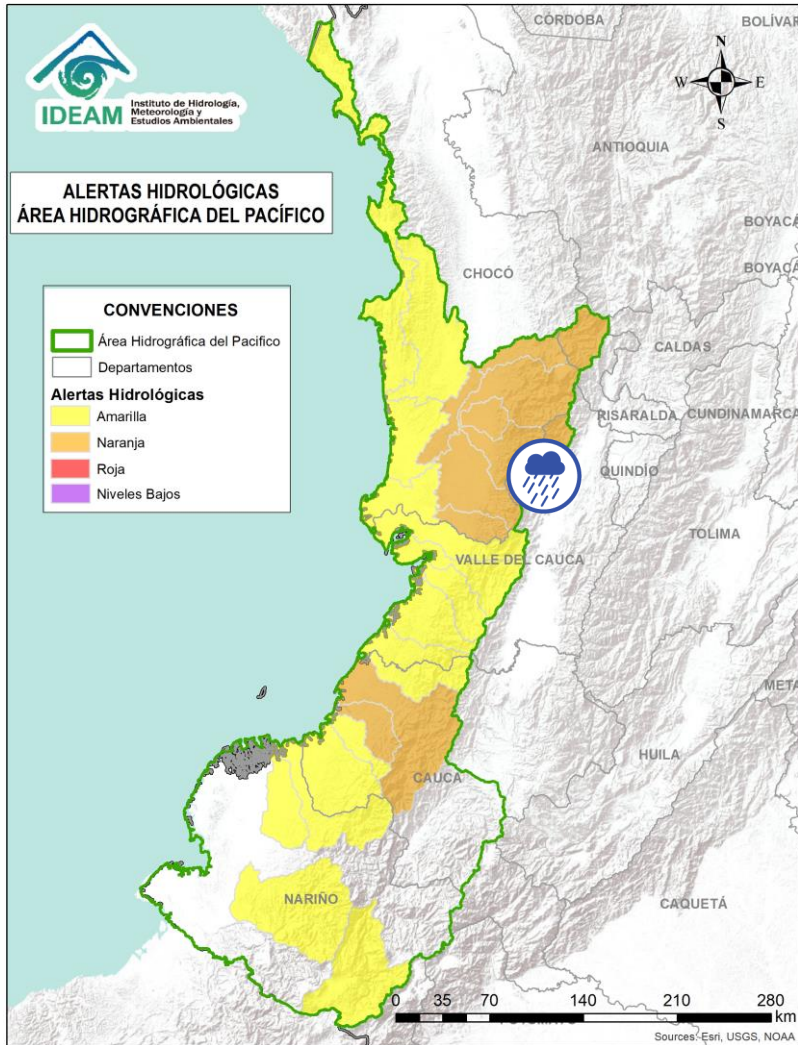 IDEAM
Instituto de Hidrología,
Meteorología y
Estudios Ambientales
ALERTAS HIDROLÓGICAS
ÁREA HIDROGRÁFICA DEL PACÍFICO
CONVENCIONES
Área Hidrográfica del Pacifico
Departamentos
Alertas Hidrológicas
Amarilla
Naranja
Roja
Niveles Bajos
N
W E
S
CÓRDOBA
BOLÍVAR
ANTIOQUIA
BOYACÁ
BOYACÁ
CHOCÓ
CALDAS
RISARALDA
CUNDINAMARCA
QUINDÍO
TOLIMA
VALLE DEL CAUCA
META
HUILA
CAUCA
NARIÑO
CAQUETÁ
0 35 70 140 210 280
km
Sources: Esri, USGS, NOAA